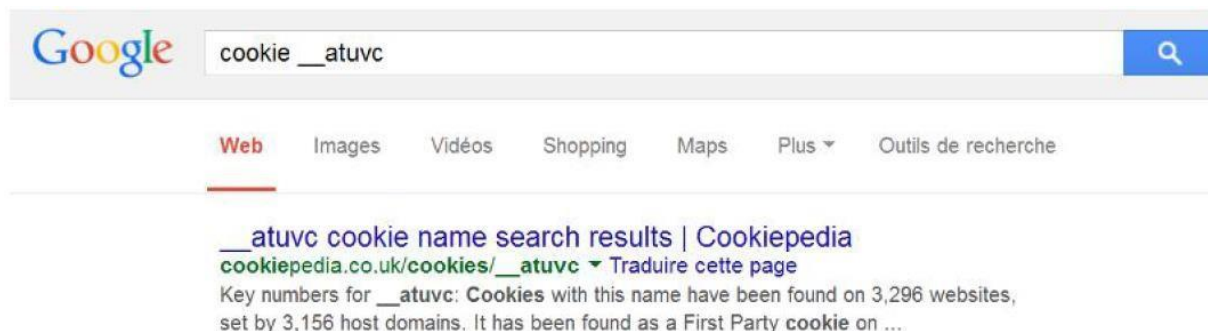 Google cookie __atuvc
Web Images Vidéos Shopping Maps Plus Outils de recherche
__atuvc cookie name search results | Cookiepedia
cookiepedia.co.uk/cookies/__atuvc Traduire cette page
Key numbers for __atuvc: Cookies with this name have been found on 3,296 websites,
set by 3,156 host domains. It has been found as a First Party cookie on ...